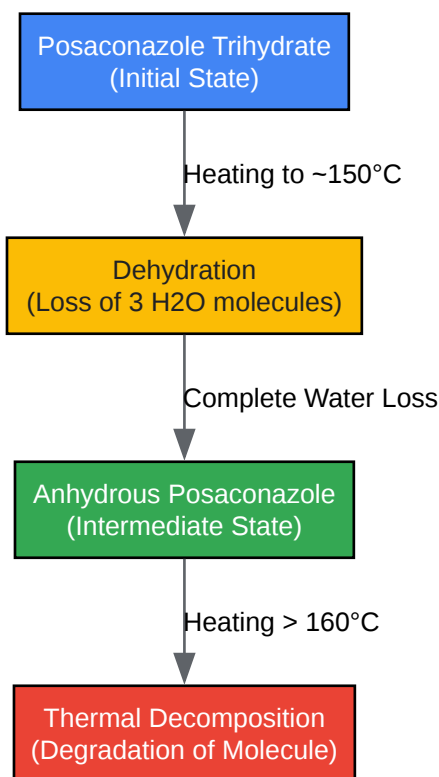 Posaconazole Trihydrate
(Initial State)
Heating to ~150°C
Dehydration
(Loss of 3 H2O molecules)
Complete Water Loss
Anhydrous Posaconazole
(Intermediate State)
Heating > 160°C
Thermal Decomposition
(Degradation of Molecule)